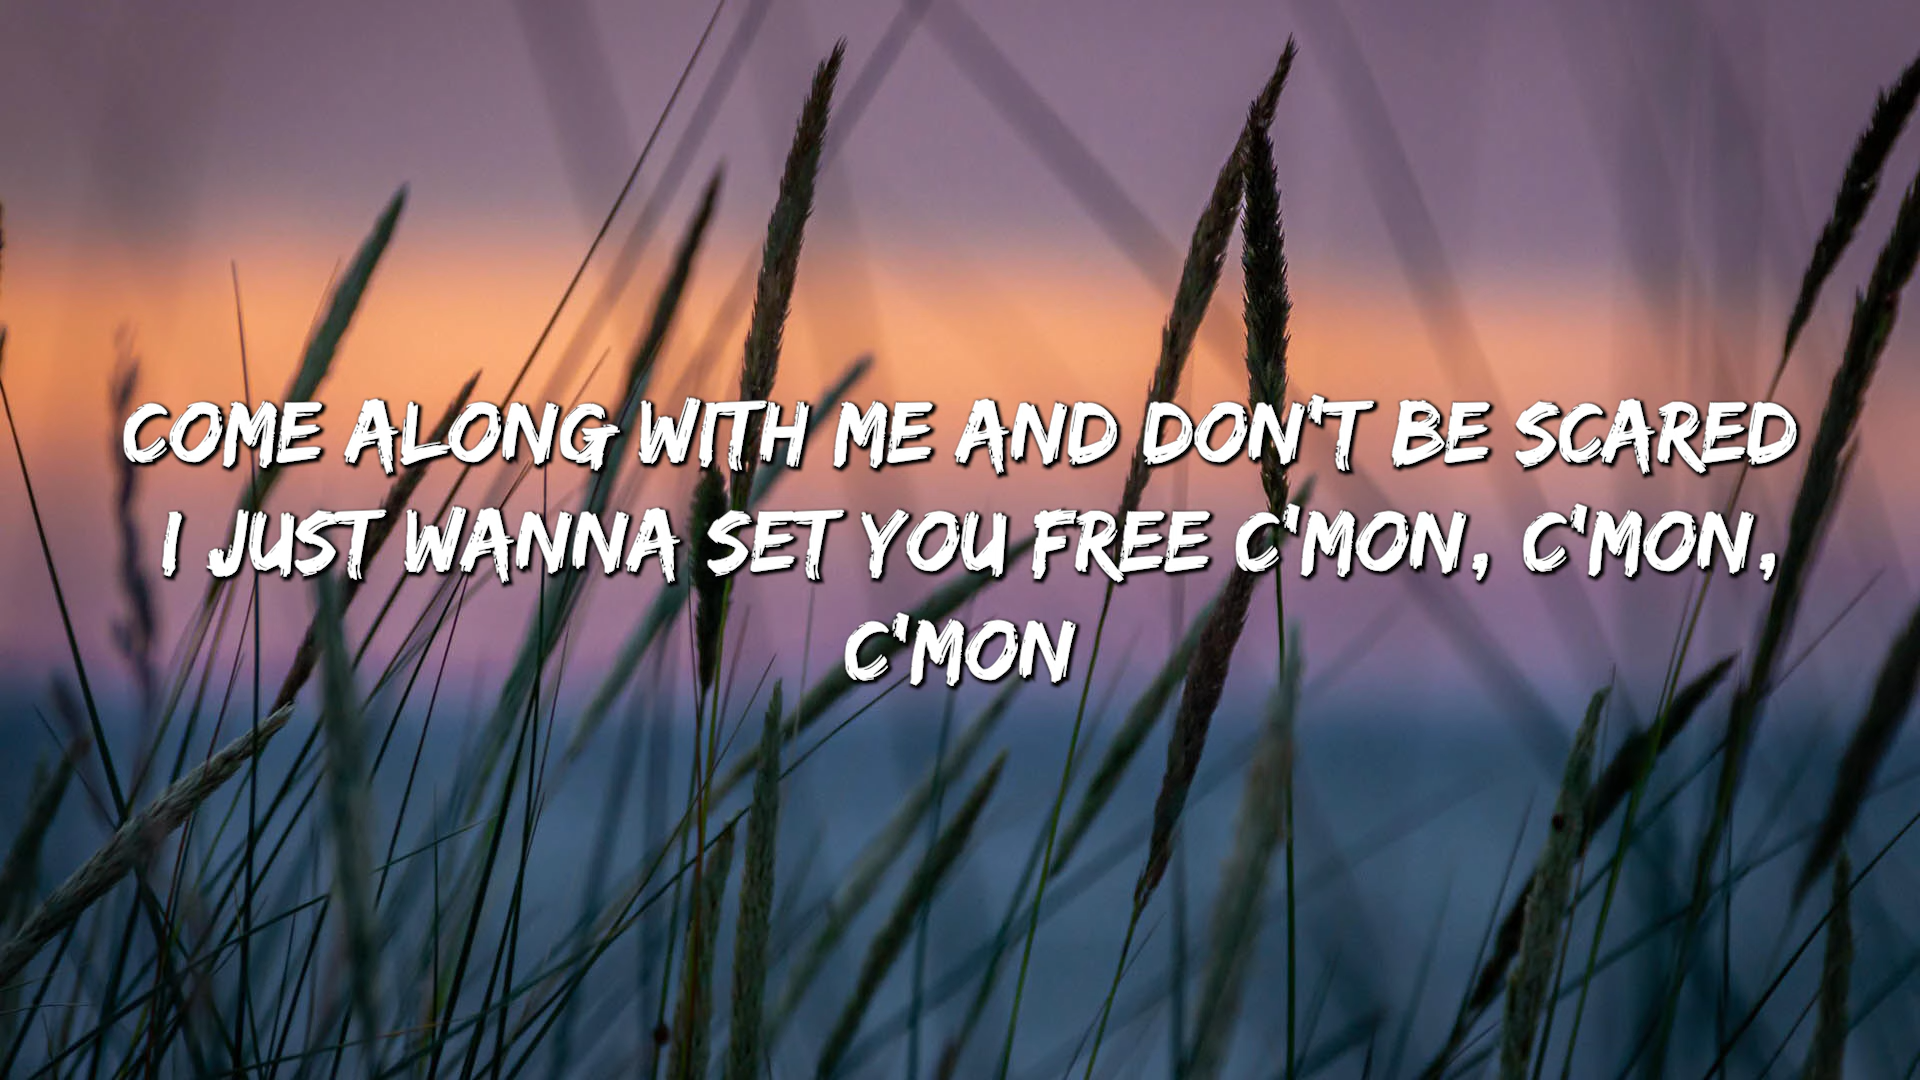 COME ALONG WITH ME AND DON'T BE SCARED
I JUST WANNA SET YOU FREE C'MON, C'MON,
C'MON